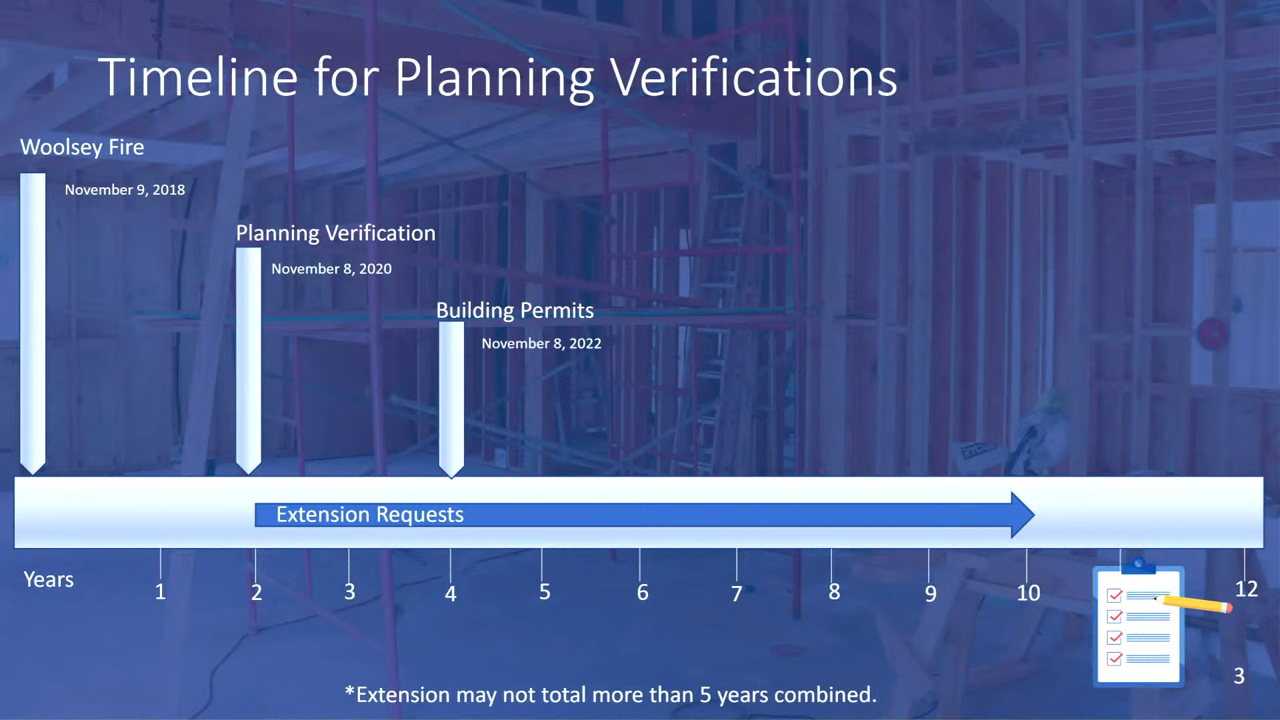 Timeline for Planning Verifications
Woolsey Fire
November 9, 2018
Planning Verification
November 8, 2020
Building Permits
November 8, 2022
Extension Requests
Years
1
2
3
4
5
6
7
8
9
10
12
3
*Extension may not total more than 5 years combined.